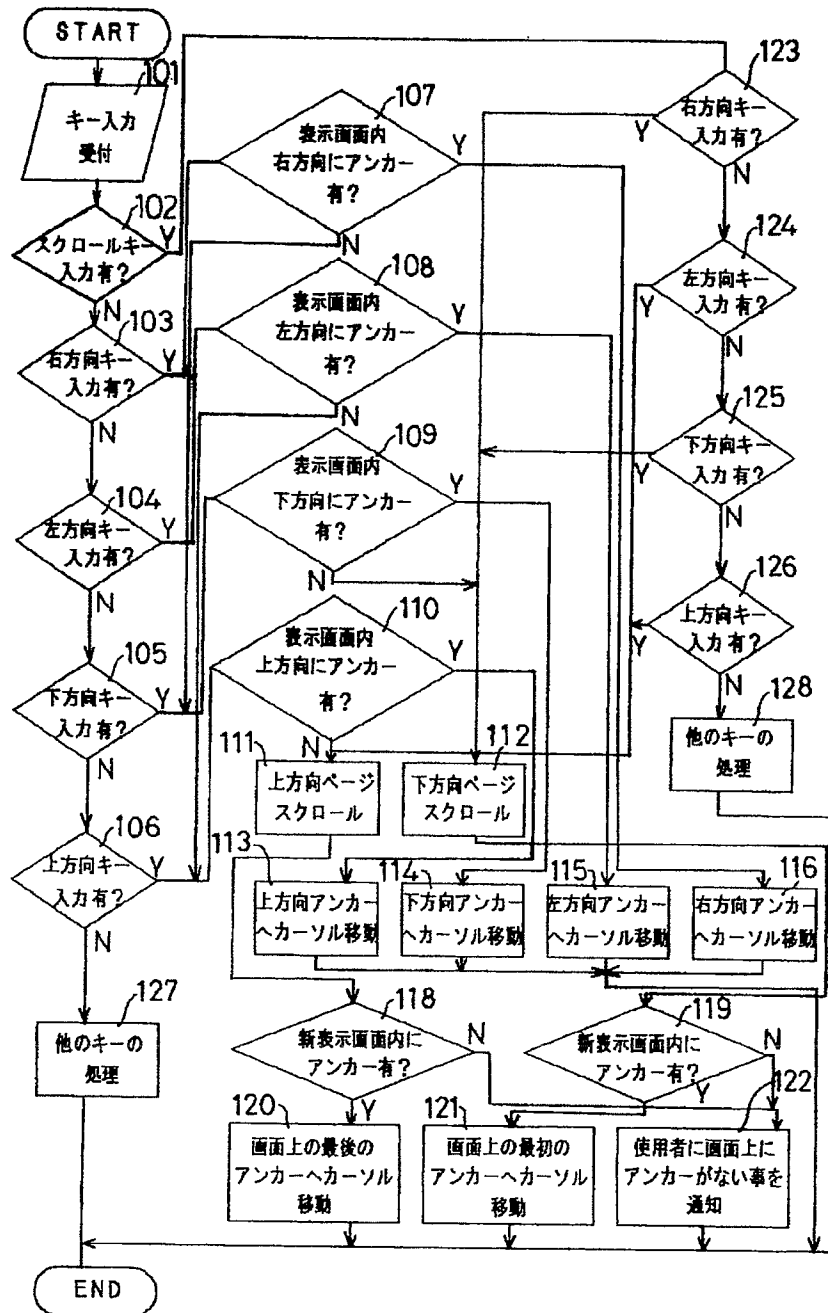 START
101
キー入力
受付
102
スクロールキー
入力有?
Y
N
103
右方向キー
入力有?
Y
N
104
左方向キー
入力有?
Y
N
105
下方向キー
入力有?
Y
N
106
上方向キー
入力有?
Y
N
127
他のキーの
処理
END
107
表示画面内
右方向にアンカー
有?
Y
N
108
表示画面内
左方向にアンカー
有?
Y
N
109
表示画面内
下方向にアンカー
有?
Y
N
110
表示画面内
上方向にアンカー
有?
Y
N
111
上方向ページ
スクロール
112
下方向ページ
スクロール
113
上方向アンカー
へカーソル移動
114
下方向アンカー
へカーソル移動
115
左方向アンカー
へカーソル移動
116
右方向アンカー
へカーソル移動
118
新表示画面内に
アンカー有?
N
Y
119
新表示画面内に
アンカー有?
N
Y
120
画面上の最後の
アンカーへカーソル
移動
121
画面上の最初の
アンカーへカーソル
移動
122
使用者に画面上に
アンカーがない事を
通知
123
右方向キー
入力有?
Y
N
124
左方向キー
入力有?
Y
N
125
下方向キー
入力有?
Y
N
126
上方向キー
入力有?
Y
N
128
他のキーの
処理